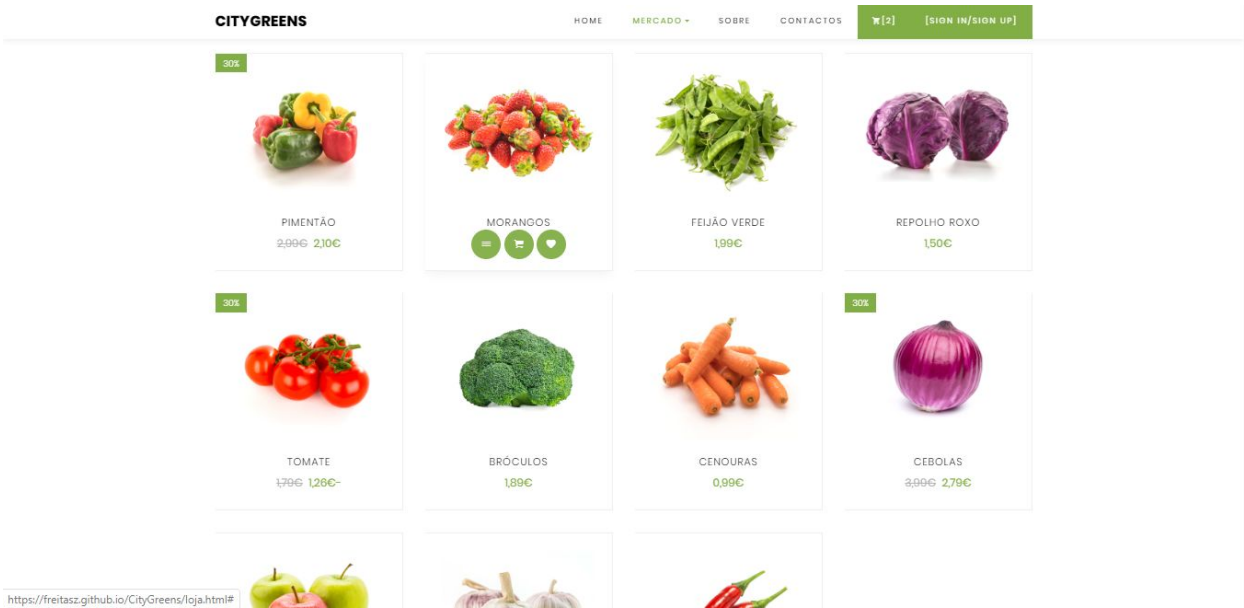 CITYGREENS HOME MERCADO SOBRE CONTACTOS [2] [SIGN IN/SIGN UP]
30%
PIMENTÃO MORANGOS FEIJÃO VERDE REPOLHO ROXO
2,99€ 2,10€ 1,99€ 1,50€
30% 30%
TOMATE BRÓCULOS CENOURAS CEBOLAS
1,79€ 1,26€- 1,89€ 0,99€ 3,99€ 2,79€
https://freitasz.github.io/CityGreens/loja.html#